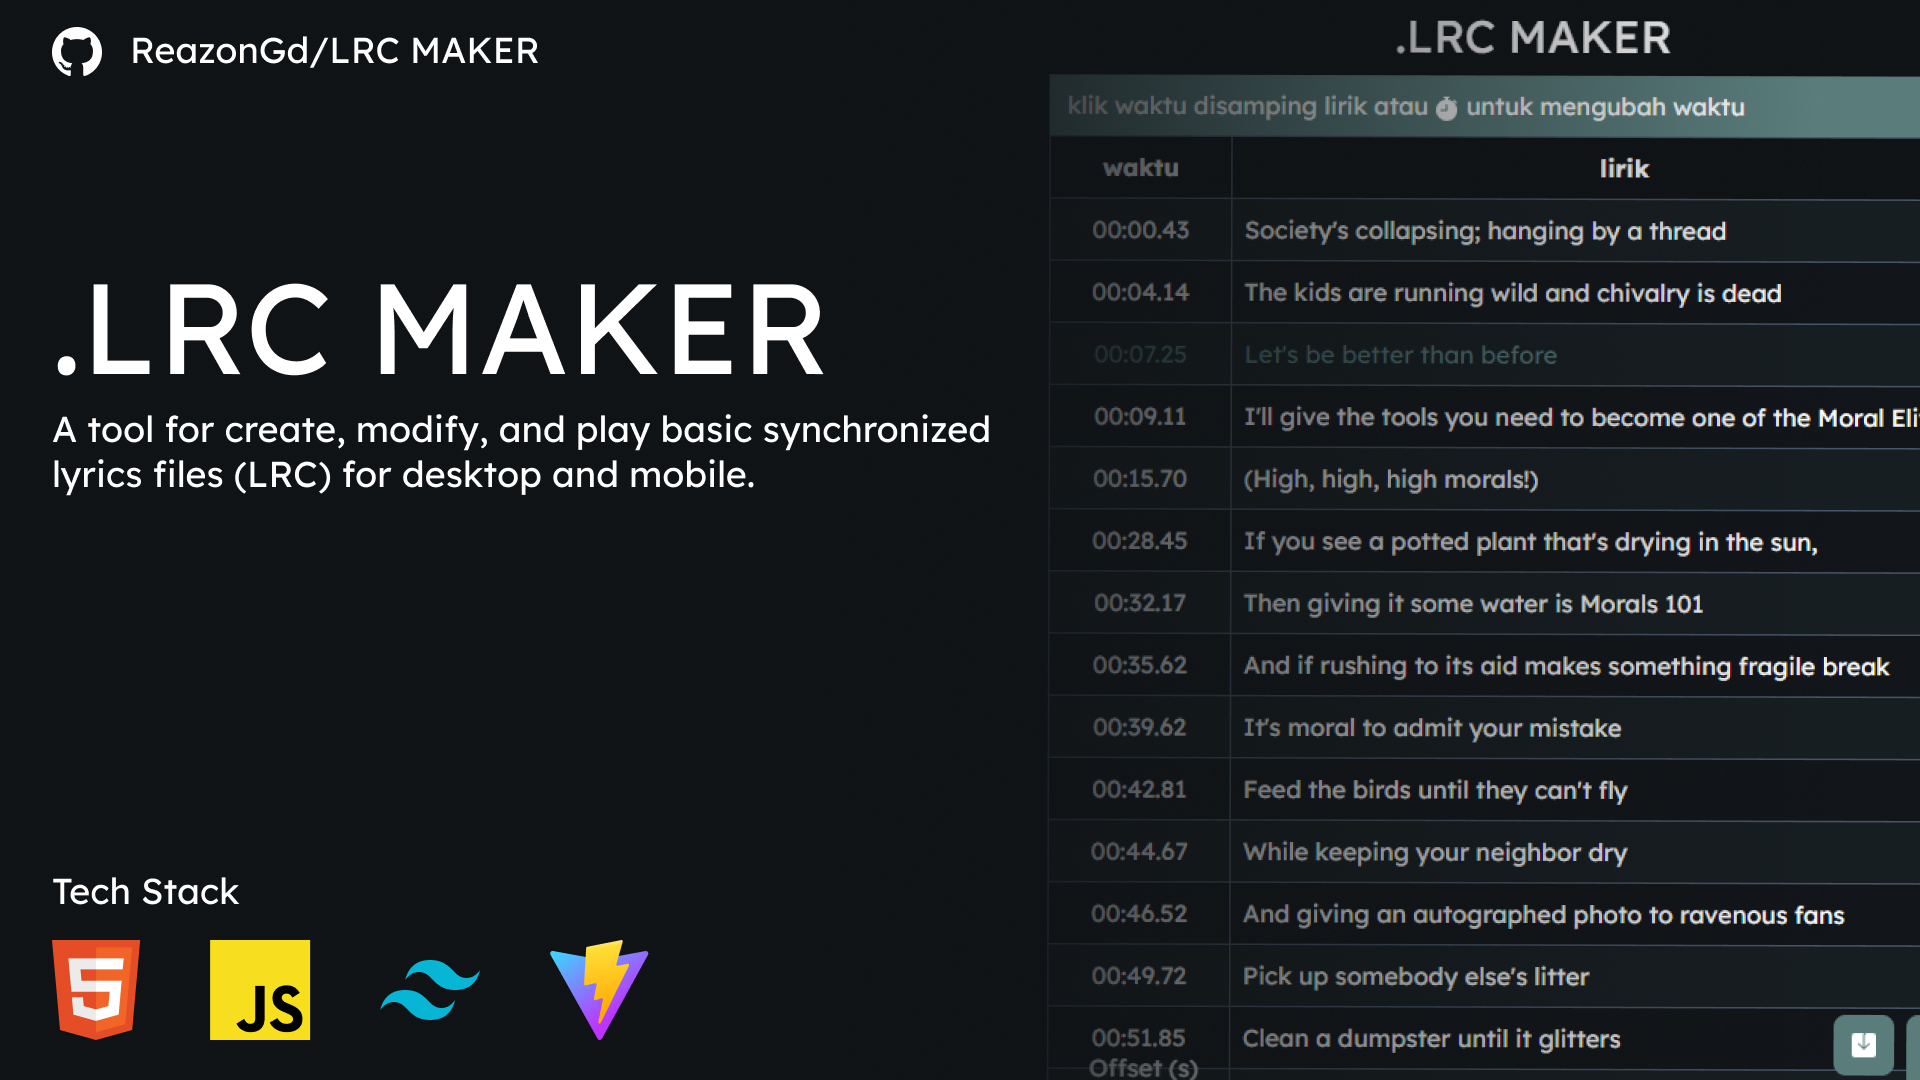 ReazonGd/LRC MAKER
.LRC MAKER
A tool for create, modify, and play basic synchronized
lyrics files (LRC) for desktop and mobile.
Tech Stack
JS
.LRC MAKER
klik waktu disamping lirik atau untuk mengubah waktu
waktu lirik
00:00.43 Society's collapsing; hanging by a thread
00:04.14 The kids are running wild and chivalry is dead
00:07.25 Let's be better than before
00:09.11 I'll give the tools you need to become one of the Moral Eli
00:15.70 (High, high, high morals!)
00:28.45 If you see a potted plant that's drying in the sun,
00:32.17 Then giving it some water is Morals 101
00:35.62 And if rushing to its aid makes something fragile break
00:39.62 It's moral to admit your mistake
00:42.81 Feed the birds until they can't fly
00:44.67 While keeping your neighbor dry
00:46.52 And giving an autographed photo to ravenous fans
00:49.72 Pick up somebody else's litter
00:51.85 Clean a dumpster until it glitters
Offset (s)